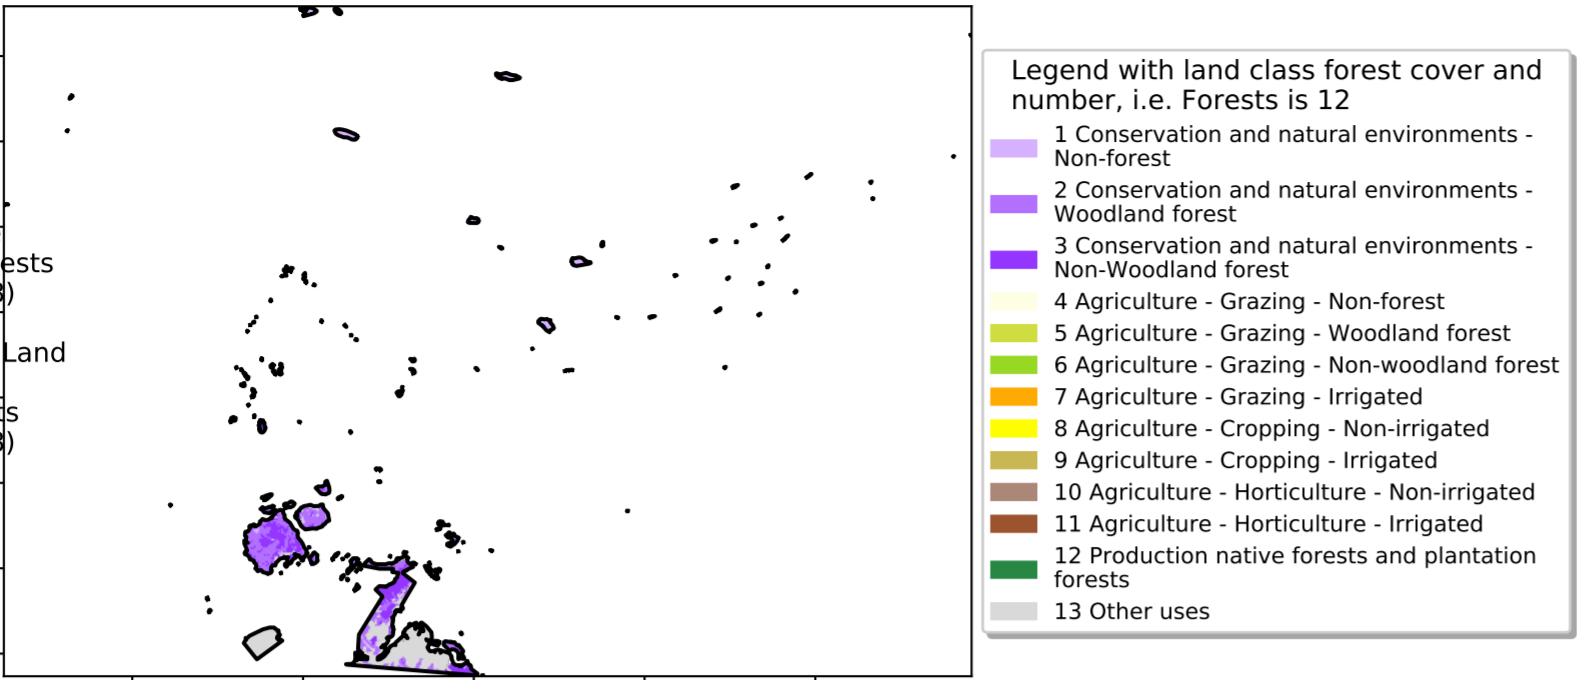 ests
)
Land
ts
)
Legend with land class forest cover and
number, i.e. Forests is 12
1 Conservation and natural environments -
Non-forest
2 Conservation and natural environments -
Woodland forest
3 Conservation and natural environments -
Non-Woodland forest
4 Agriculture - Grazing - Non-forest
5 Agriculture - Grazing - Woodland forest
6 Agriculture - Grazing - Non-woodland forest
7 Agriculture - Grazing - Irrigated
8 Agriculture - Cropping - Non-irrigated
9 Agriculture - Cropping - Irrigated
10 Agriculture - Horticulture - Non-irrigated
11 Agriculture - Horticulture - Irrigated
12 Production native forests and plantation
forests
13 Other uses